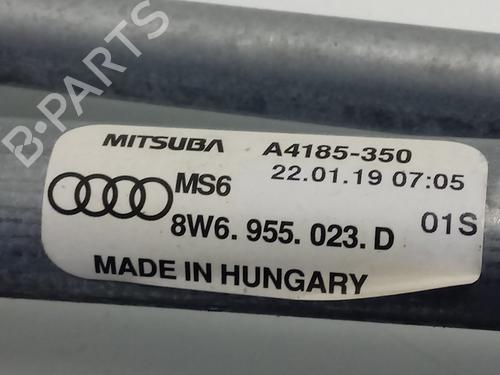 B-PARTS
MITSUBA A4185-350
MS6 22.01.19 07:05
8W6. 955. 023. D 01S
MADE IN HUNGARY